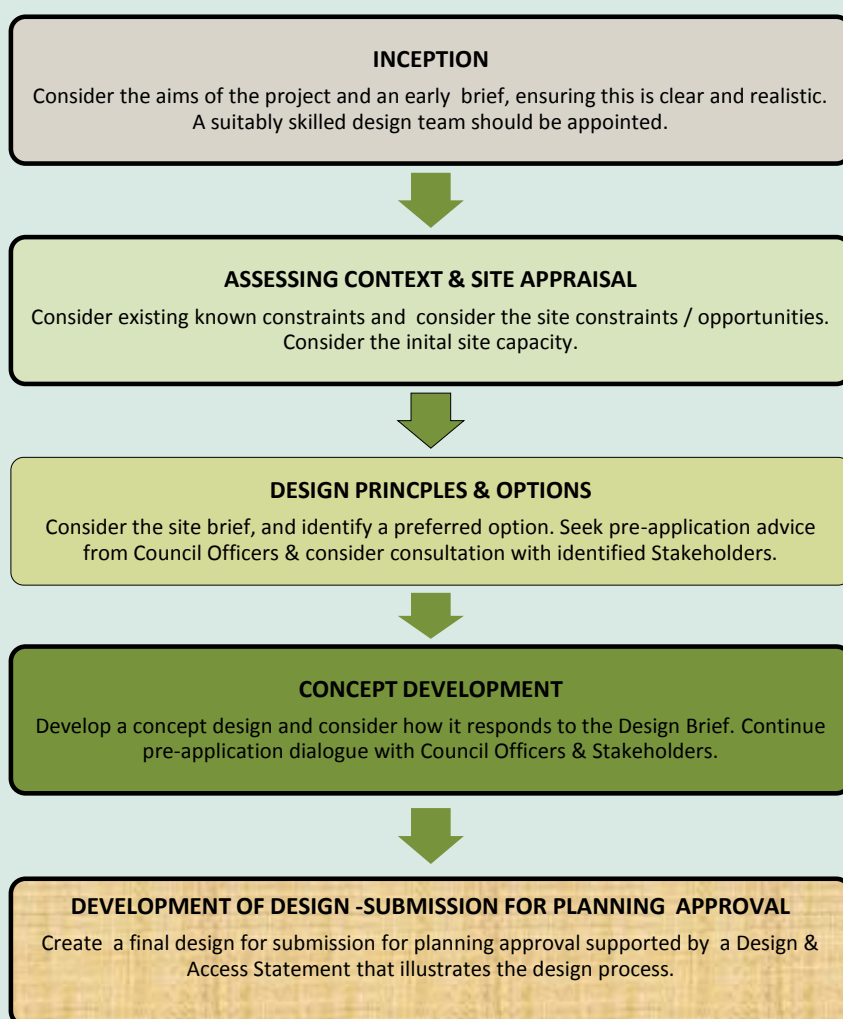 INCEPTION
Consider the aims of the project and an early brief, ensuring this is clear and realistic.
A suitably skilled design team should be appointed.
ASSESSING CONTEXT & SITE APPRAISAL
Consider existing known constraints and consider the site constraints / opportunities.
Consider the inital site capacity.
DESIGN PRINCPLES & OPTIONS
Consider the site brief, and identify a preferred option. Seek pre-application advice
from Council Officers & consider consultation with identified Stakeholders.
CONCEPT DEVELOPMENT
Develop a concept design and consider how it responds to the Design Brief. Continue
pre-application dialogue with Council Officers & Stakeholders.
DEVELOPMENT OF DESIGN -SUBMISSION FOR PLANNING APPROVAL
Create a final design for submission for planning approval supported by a Design &
Access Statement that illustrates the design process.